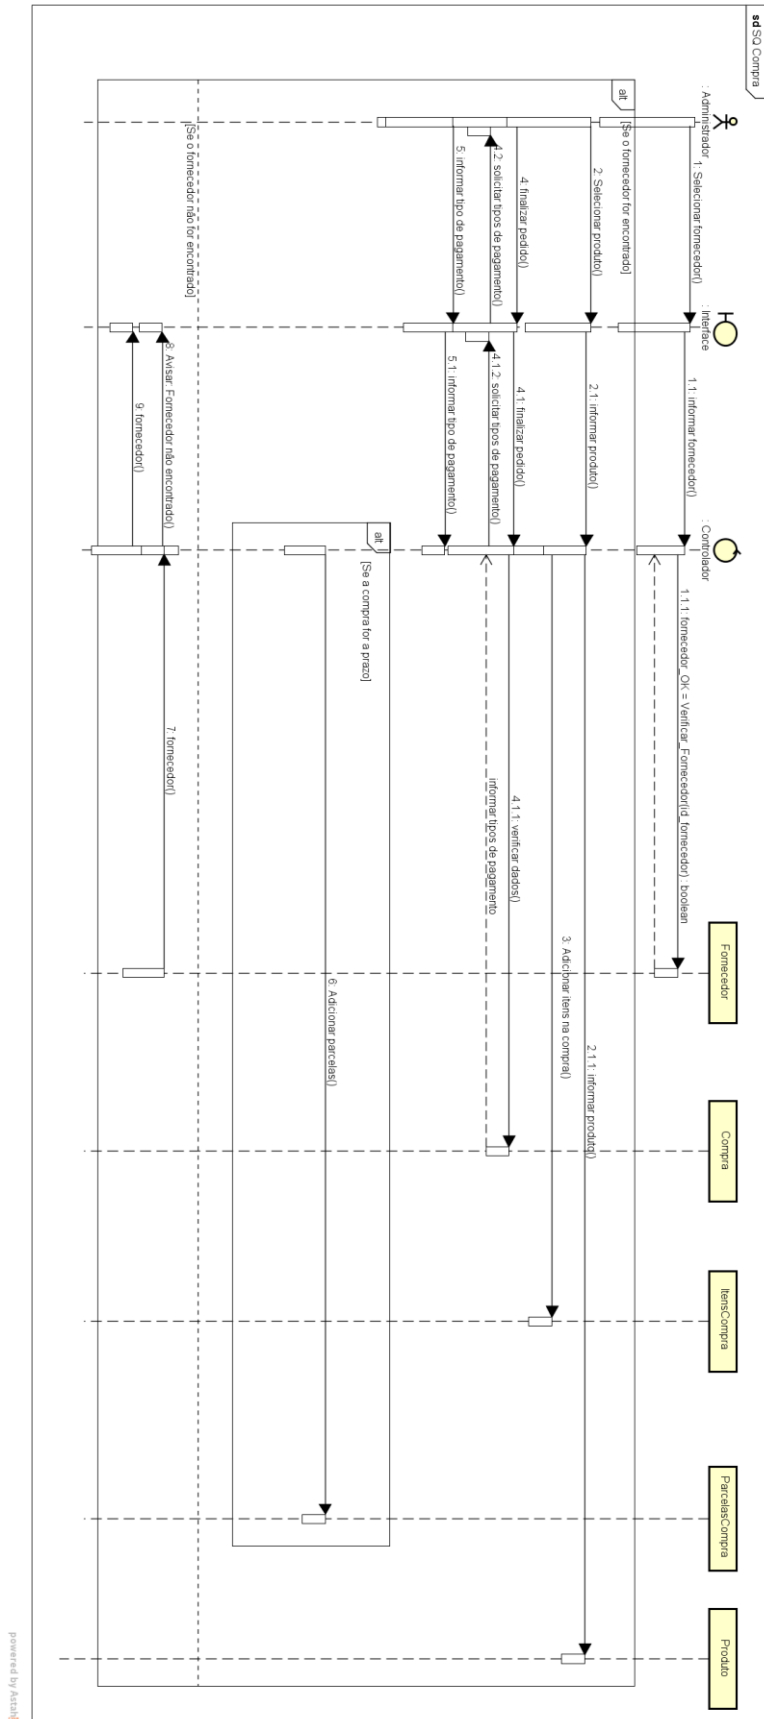 sd SQ Compra
: Administrador
: Interface
: Controlador
Fornecedor
Compra
ItensCompra
ParcelasCompra
Produto
1: Selecionar fornecedor()
1.1: informar fornecedor()
1.1.1: fornecedor_OK = Verificar_Fornecedor(id_fornecedor) : boolean
alt
[Se o fornecedor for encontrado]
2: Selecionar produto()
2.1: informar produto()
2.1.1: informar produto()
3: Adicionar itens na compra()
4: finalizar pedido()
4.1: finalizar pedido()
4.1.1: verificar dados()
informar tipos de pagamento
4.1.2: solicitar tipos de pagamento()
4.2: solicitar tipos de pagamento()
5: informar tipo de pagamento()
5.1: informar tipo de pagamento()
alt
[Se a compra for a prazo]
6: Adicionar parcelas()
[Se o fornecedor não for encontrado]
7: fornecedor()
8: Avisar: Fornecedor não encontrado()
9: fornecedor()
powered by Astah